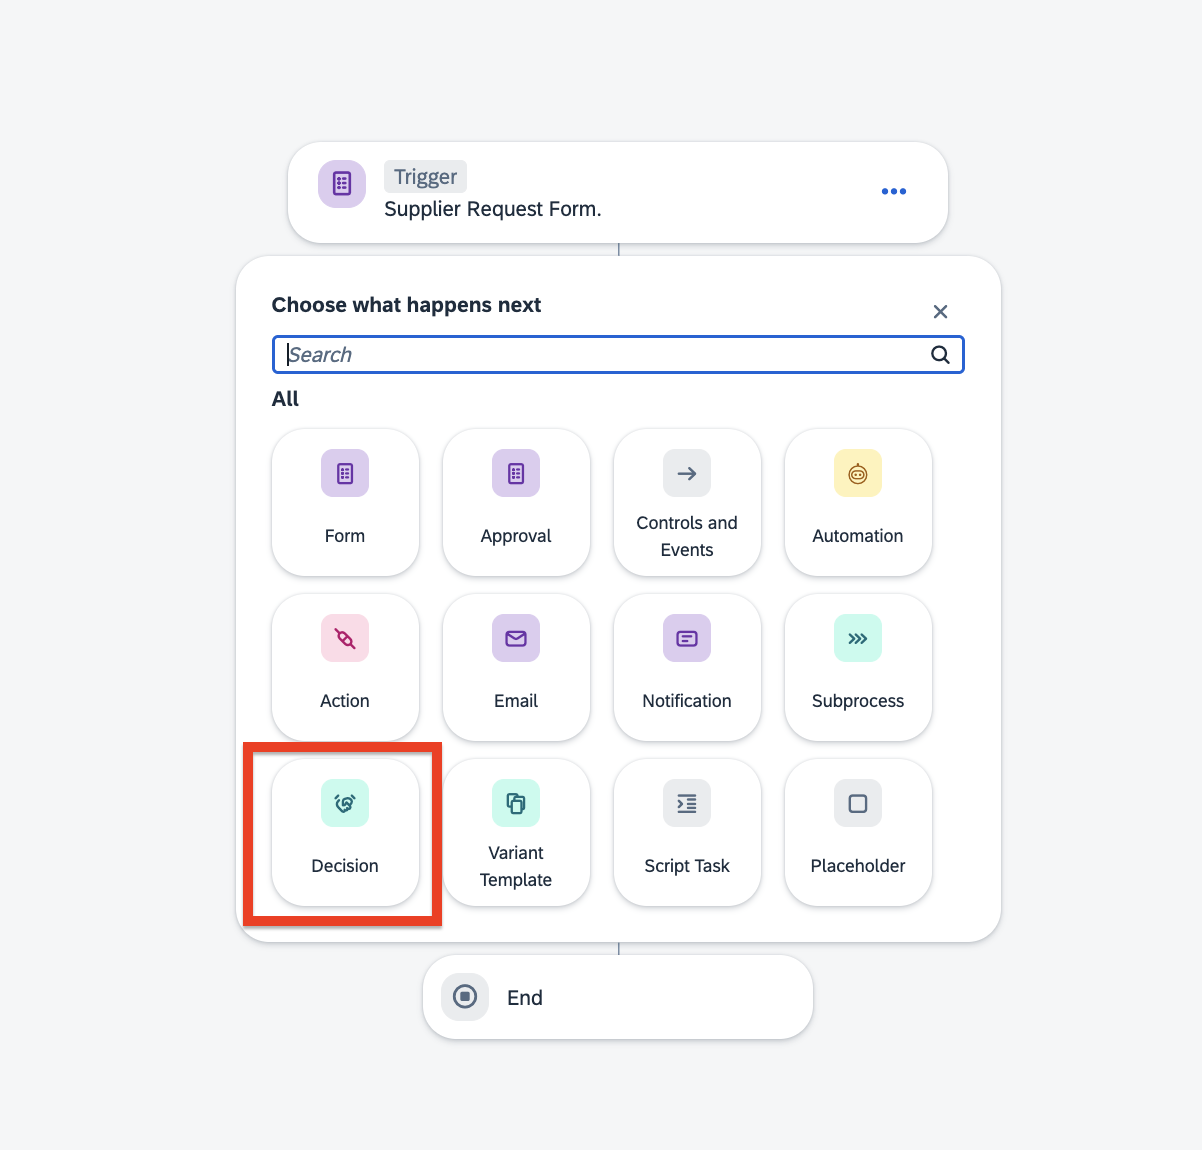 Trigger
Supplier Request Form.
Choose what happens next
Search
All
Form
Approval
Controls and
Events
Automation
Action
Email
Notification
Subprocess
Decision
Variant
Template
Script Task
Placeholder
End